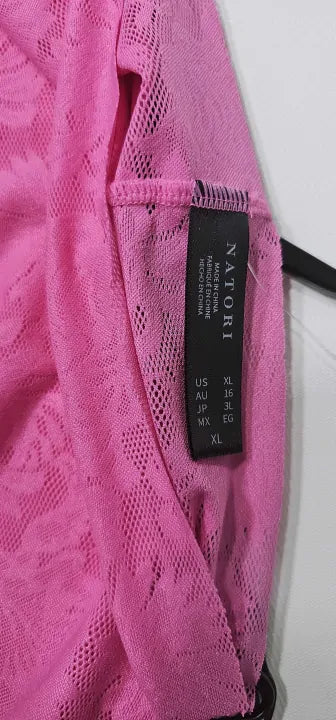 NATORI
MADE IN CHINA
FABRIQUÉ EN CHINE
HECHO EN CHINA
US XL
AU 16
JP 3L
MX EG
XL